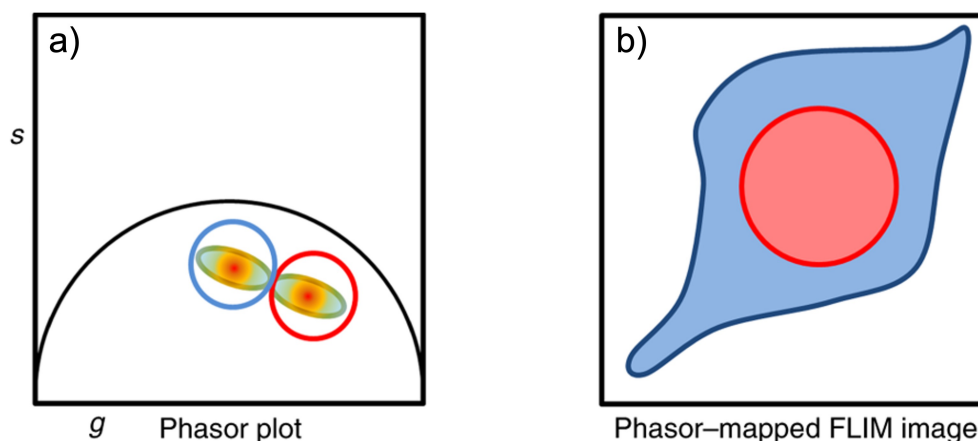 a)
s
g
Phasor plot
b)
Phasor–mapped FLIM image